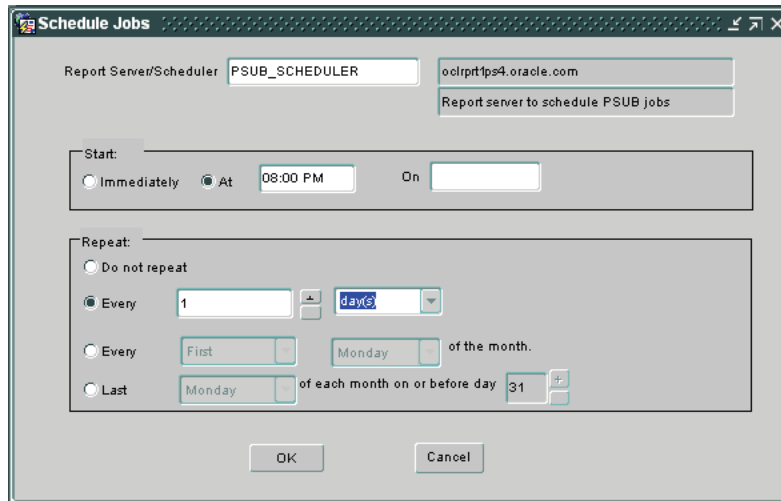 Schedule Jobs
Report Server/Scheduler PSUB_SCHEDULER oclrprt1ps4.oracle.com
Report server to schedule PSUB jobs
Start:
Immediately At 08:00 PM On
Repeat:
Do not repeat
Every 1 day(s)
Every First Monday of the month.
Last Monday of each month on or before day 31
OK Cancel